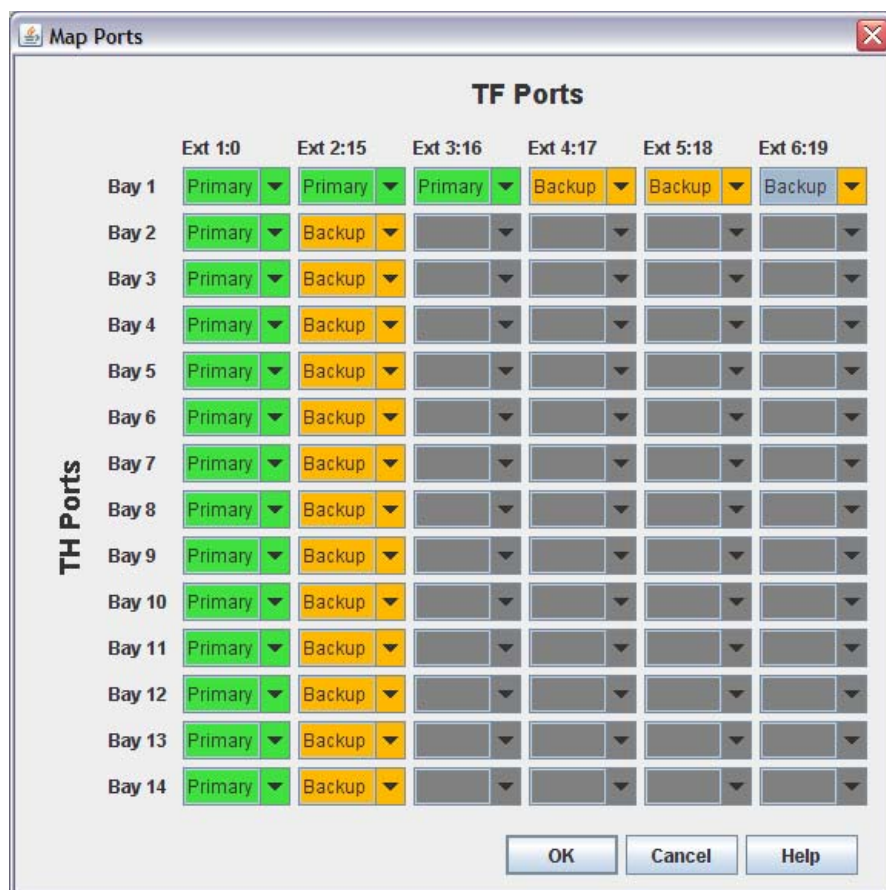 Map Ports
TF Ports
Ext 1:0 Ext 2:15 Ext 3:16 Ext 4:17 Ext 5:18 Ext 6:19
TH Ports
Bay 1 Primary Primary Primary Backup Backup Backup
Bay 2 Primary Backup
Bay 3 Primary Backup
Bay 4 Primary Backup
Bay 5 Primary Backup
Bay 6 Primary Backup
Bay 7 Primary Backup
Bay 8 Primary Backup
Bay 9 Primary Backup
Bay 10 Primary Backup
Bay 11 Primary Backup
Bay 12 Primary Backup
Bay 13 Primary Backup
Bay 14 Primary Backup
OK Cancel Help